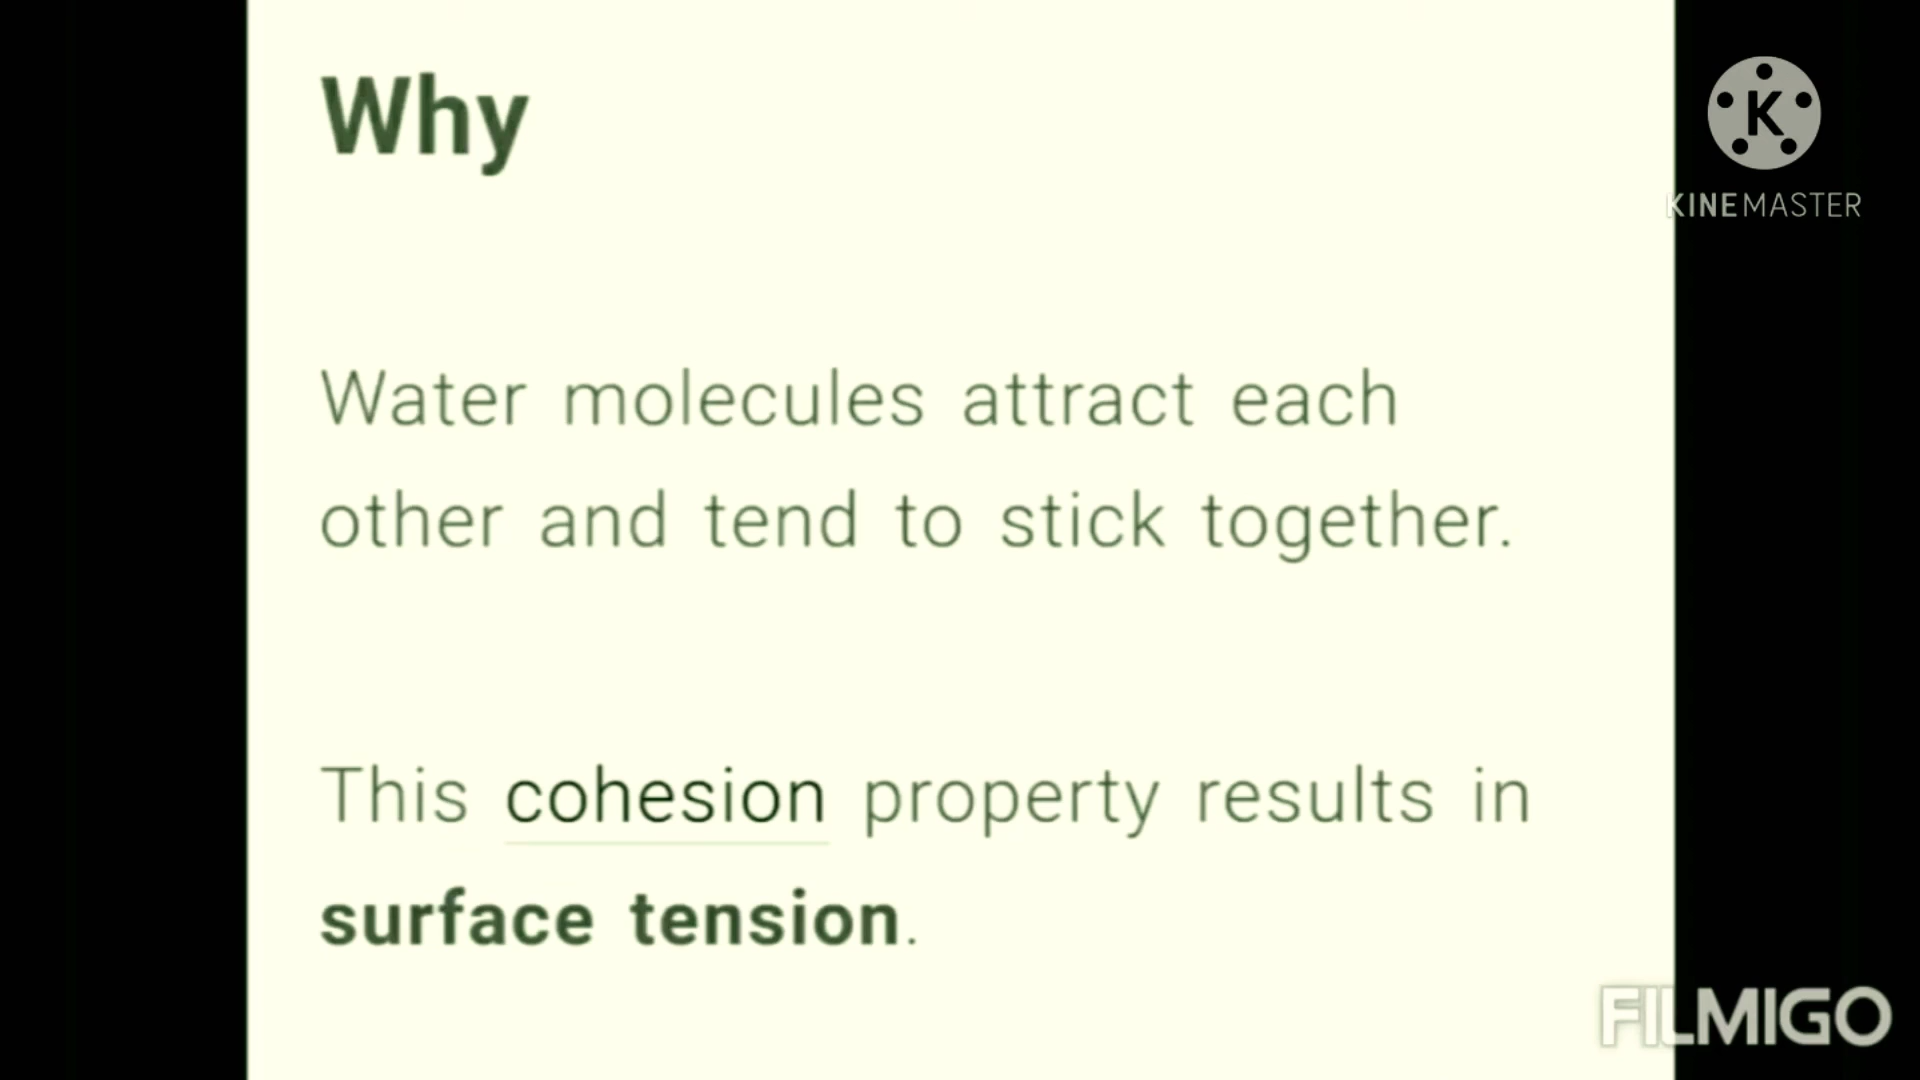 Why
Water molecules attract each
other and tend to stick together.
This cohesion property results in
surface tension.
K
KINEMASTER
FILMIGO